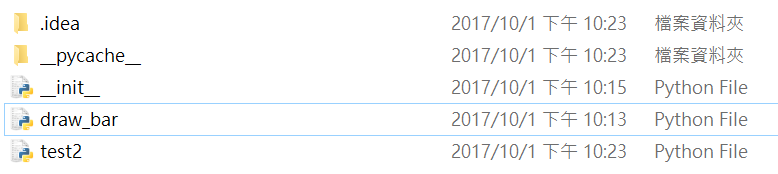 .idea 2017/10/1 下午 10:23 檔案資料夾
__pycache__ 2017/10/1 下午 10:23 檔案資料夾
__init__ 2017/10/1 下午 10:15 Python File
draw_bar 2017/10/1 下午 10:13 Python File
test2 2017/10/1 下午 10:23 Python File